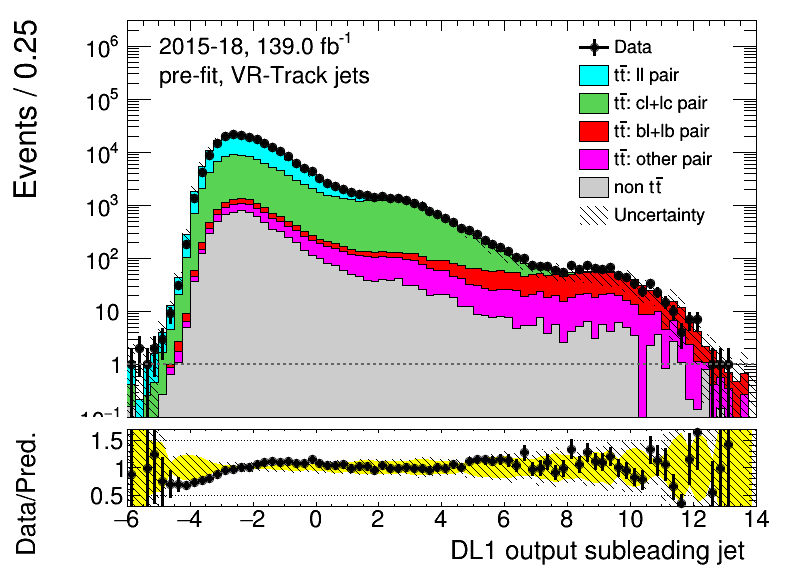 Events / 0.25
10⁶
10⁵
10⁴
10³
10²
10
1
10⁻¹
2015-18, 139.0 fb⁻¹
pre-fit, VR-Track jets
Data
tt̄: ll pair
tt̄: cl+lc pair
tt̄: bl+lb pair
tt̄: other pair
non tt̄
Uncertainty
Data/Pred.
1.5
1
0.5
−6 −4 −2 0 2 4 6 8 10 12 14
DL1 output subleading jet